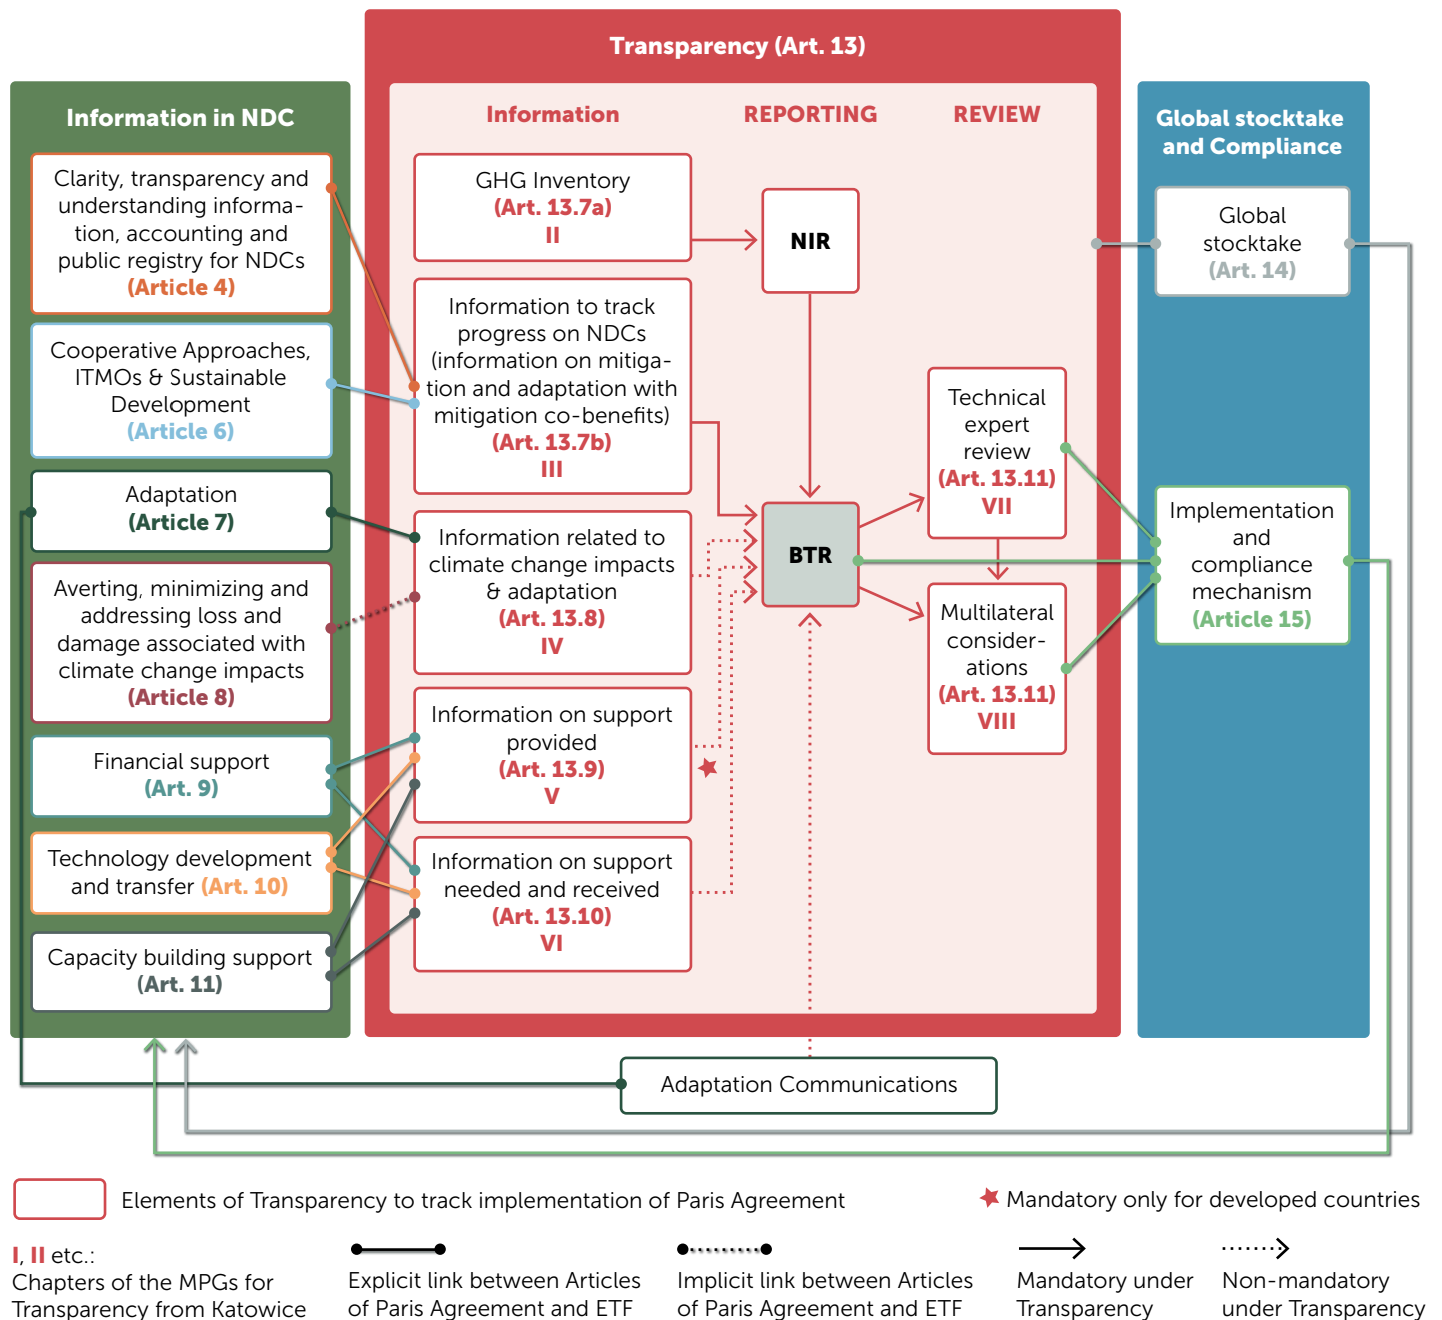 Transparency (Art. 13)
Information in NDC
Clarity, transparency and
understanding informa-
tion, accounting and
public registry for NDCs
(Article 4)
Cooperative Approaches,
ITMOs & Sustainable
Development
(Article 6)
Adaptation
(Article 7)
Averting, minimizing and
addressing loss and
damage associated with
climate change impacts
(Article 8)
Financial support
(Art. 9)
Technology development
and transfer (Art. 10)
Capacity building support
(Art. 11)
Information
GHG Inventory
(Art. 13.7a)
II
Information to track
progress on NDCs
(information on mitiga-
tion and adaptation with
mitigation co-benefits)
(Art. 13.7b)
III
Information related to
climate change impacts
& adaptation
(Art. 13.8)
IV
Information on support
provided
(Art. 13.9)
V
Information on support
needed and received
(Art. 13.10)
VI
REPORTING
NIR
BTR
REVIEW
Technical
expert
review
(Art. 13.11)
VII
Multilateral
consider-
ations
(Art. 13.11)
VIII
Global stocktake
and Compliance
Global
stocktake
(Art. 14)
Implementation
and
compliance
mechanism
(Article 15)
Adaptation Communications
Elements of Transparency to track implementation of Paris Agreement
Mandatory only for developed countries
I, II etc.:
Chapters of the MPGs for
Transparency from Katowice
Explicit link between Articles
of Paris Agreement and ETF
Implicit link between Articles
of Paris Agreement and ETF
Mandatory under
Transparency
Non-mandatory
under Transparency